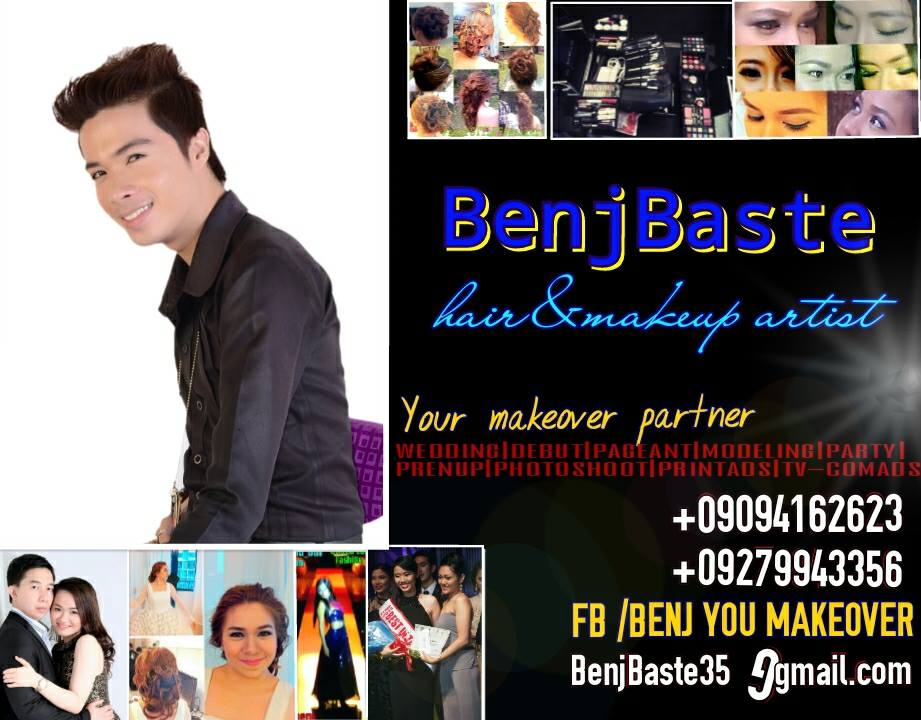 BenjBaste
hair&makeup artist
Your makeover partner
WEDDING|DEBUT|PAGEANT|MODELING|PARTY|
PRENUP|PHOTOSHOOT|PRINTADS|TV-COMADS
+09094162623
+09279943356
FB /BENJ YOU MAKEOVER
BenjBaste35 @gmail.com